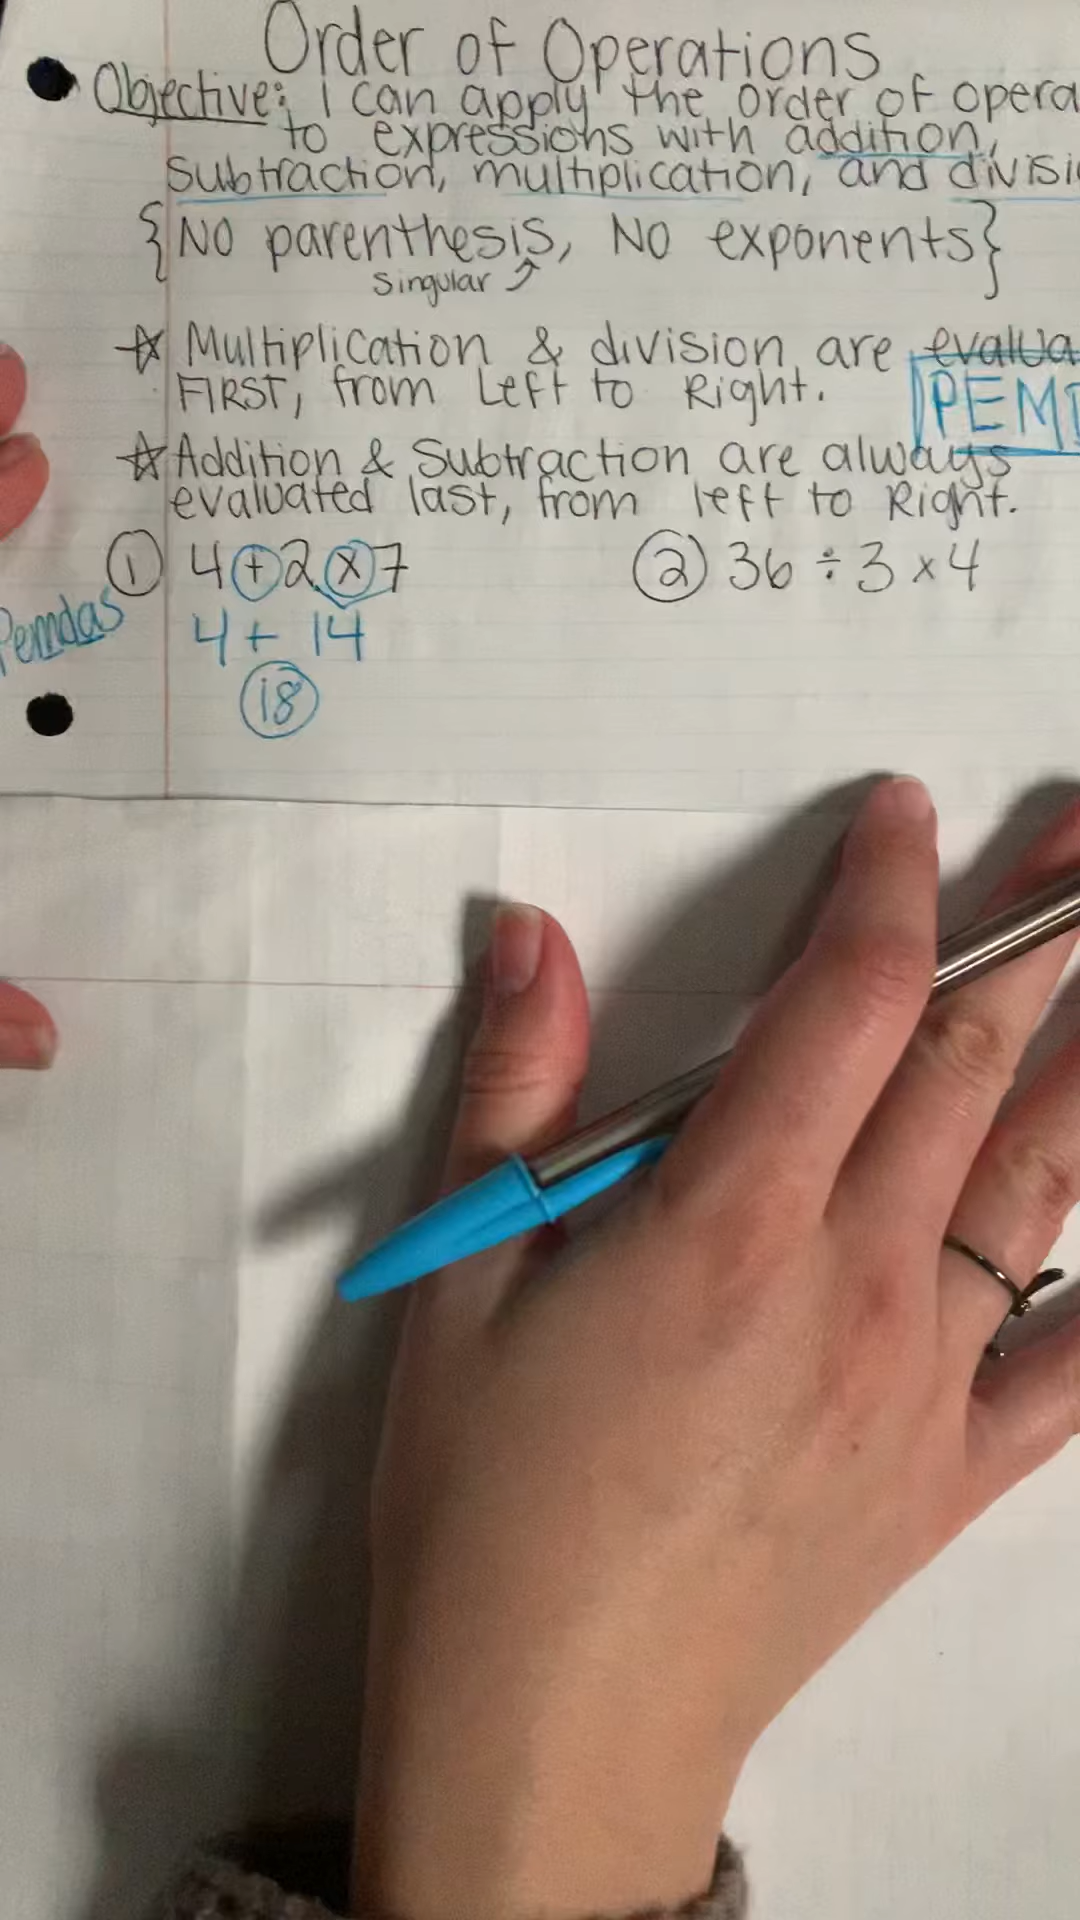 Order of Operations
Objective: I can apply the order of opera
to expressions with addition,
subtraction, multiplication, and divisi
{No parenthesis, No exponents}
singular
☆ Multiplication & division are evalua
FIRST, from Left to Right.
PEMD
☆ Addition & Subtraction are always
evaluated last, from left to Right.
① 4 + 2 × 7
② 36 ÷ 3 × 4
Pemdas
4 + 14
18